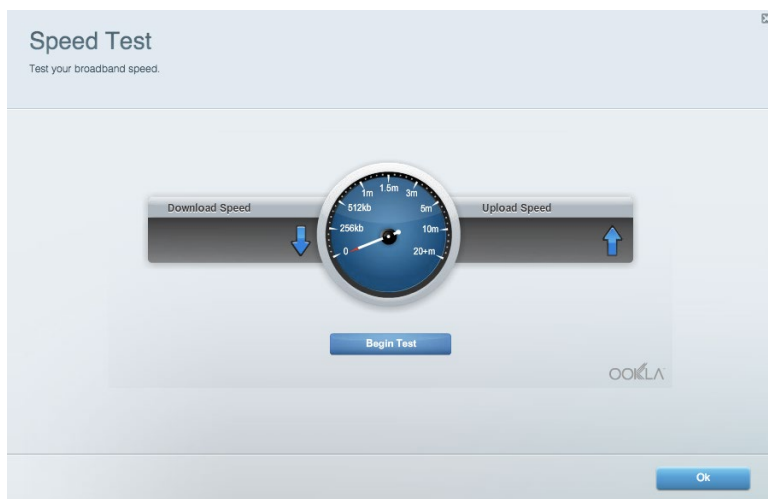 Speed Test
Test your broadband speed.
Download Speed
Upload Speed
0
256kb
512kb
1m
1.5m
3m
5m
10m
20+m
Begin Test
OOKLA
Ok